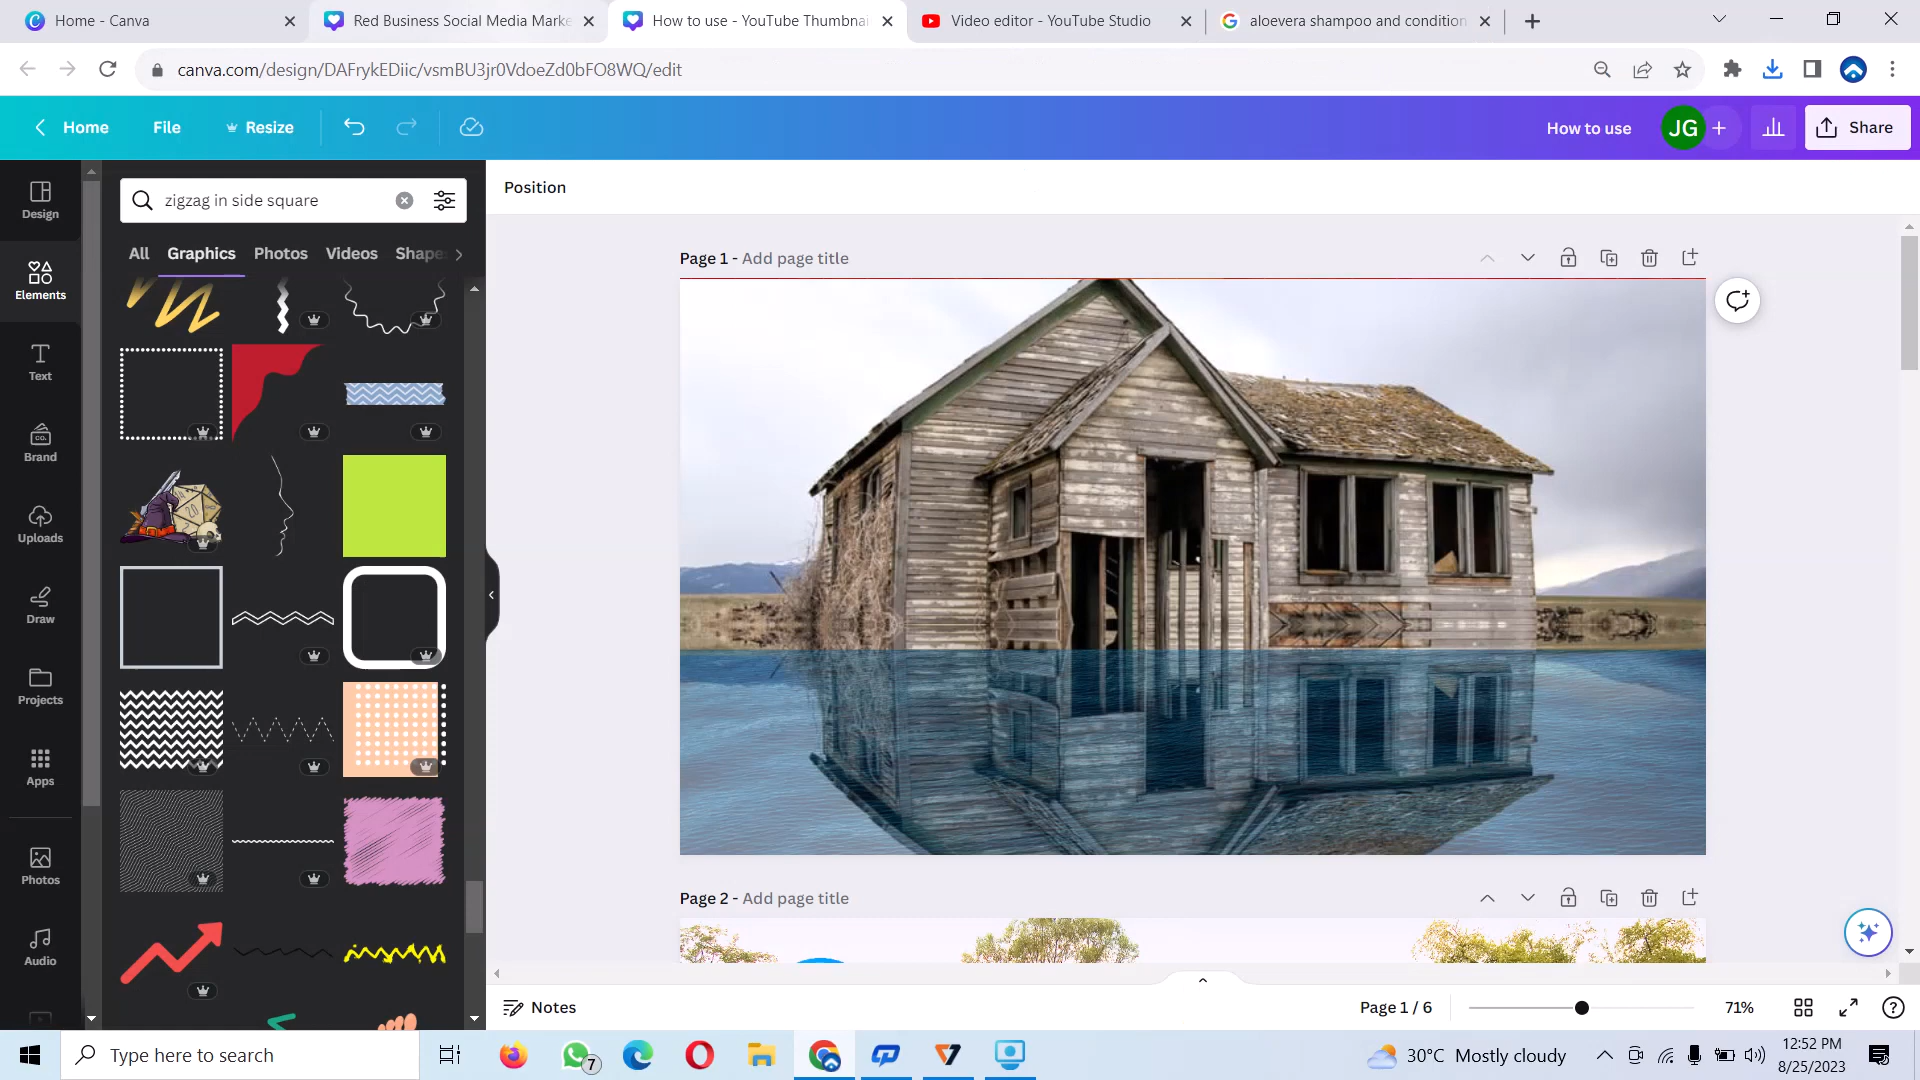 Home - Canva
Red Business Social Media Marke
How to use - YouTube Thumbnai
Video editor - YouTube Studio
aloevera shampoo and condition
canva.com/design/DAFrykEDiic/vsmBU3jr0VdoeZd0bFO8WQ/edit
Home
File
Resize
How to use
JG
Share
Design
Elements
Text
Brand
CO.
Uploads
Draw
Projects
Apps
Photos
Audio
zigzag in side square
All
Graphics
Photos
Videos
Shape
20
Position
Page 1 - Add page title
Page 2 - Add page title
Notes
Page 1 / 6
71%
Type here to search
7
30°C Mostly cloudy
12:52 PM
8/25/2023